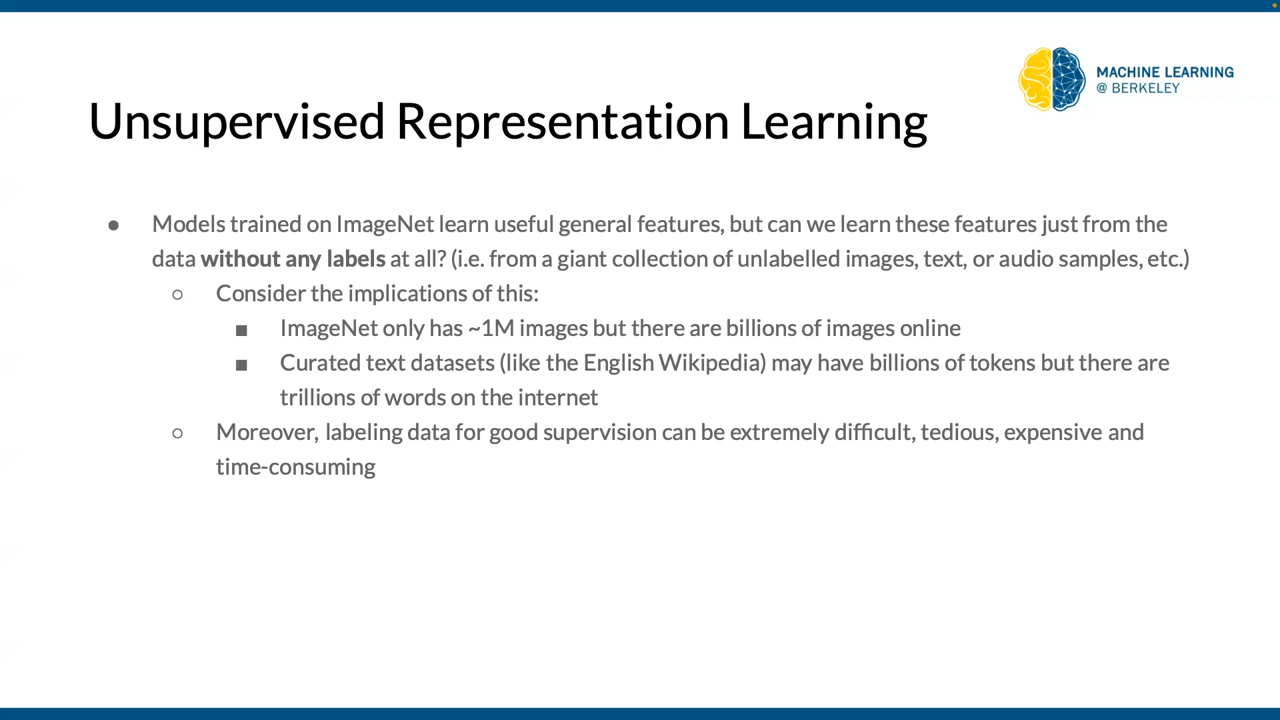 MACHINE LEARNING
@ BERKELEY
Unsupervised Representation Learning
● Models trained on ImageNet learn useful general features, but can we learn these features just from the
data without any labels at all? (i.e. from a giant collection of unlabelled images, text, or audio samples, etc.)
○ Consider the implications of this:
■ ImageNet only has ~1M images but there are billions of images online
■ Curated text datasets (like the English Wikipedia) may have billions of tokens but there are
trillions of words on the internet
○ Moreover, labeling data for good supervision can be extremely difficult, tedious, expensive and
time-consuming